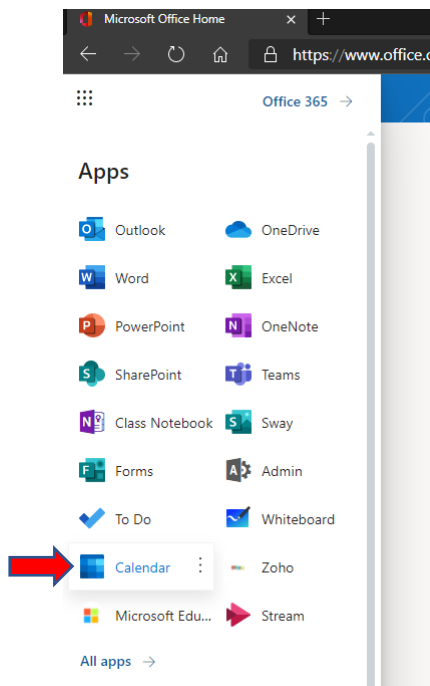 Microsoft Office Home
https://www.office.c
Office 365 →
Apps
Outlook OneDrive
Word Excel
PowerPoint OneNote
SharePoint Teams
Class Notebook Sway
Forms Admin
To Do Whiteboard
Calendar Zoho
Microsoft Edu... Stream
All apps →